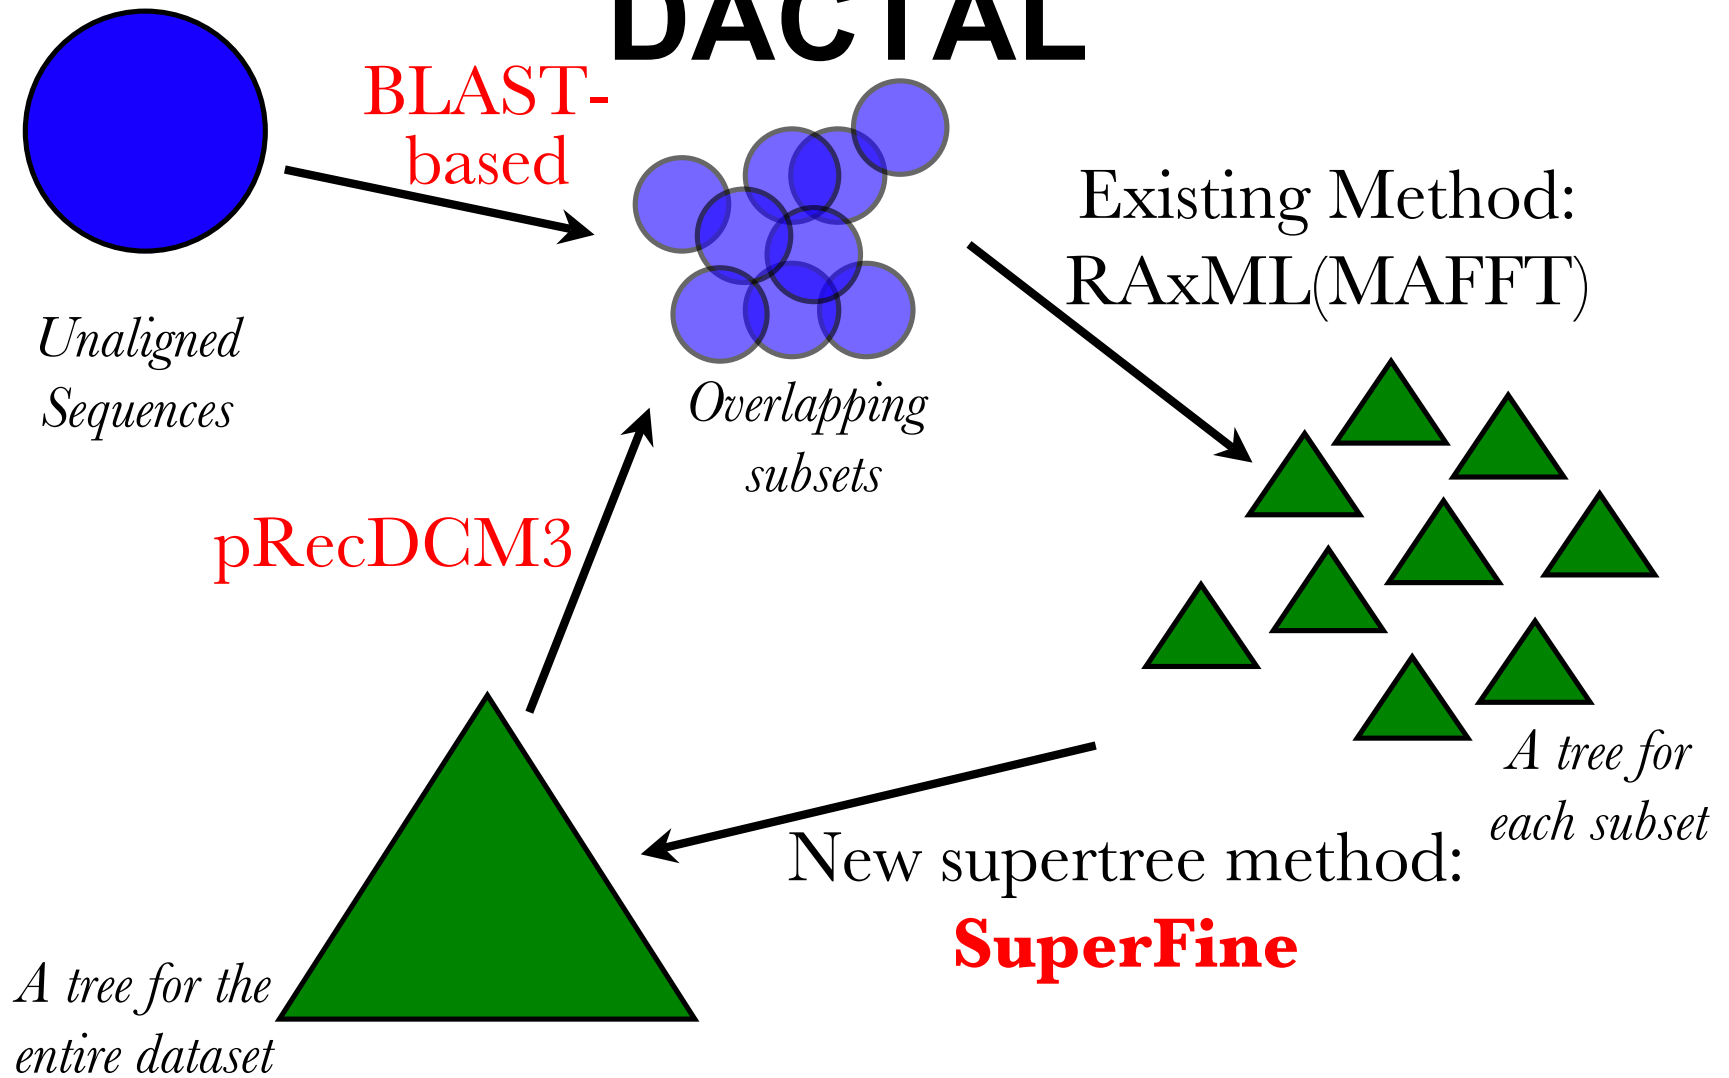 DACTAL
BLAST-
based
Existing Method:
RAxML(MAFFT)
Unaligned
Sequences
Overlapping
subsets
pRecDCM3
A tree for
each subset
New supertree method:
SuperFine
A tree for the
entire dataset